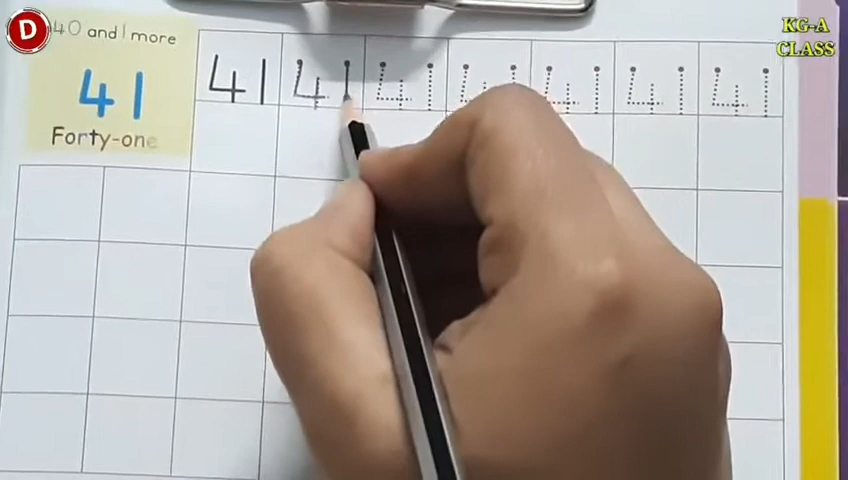 D
40 and 1 more
KG-A
CLASS
41
Forty-one
41 41 41 41 41 41 41